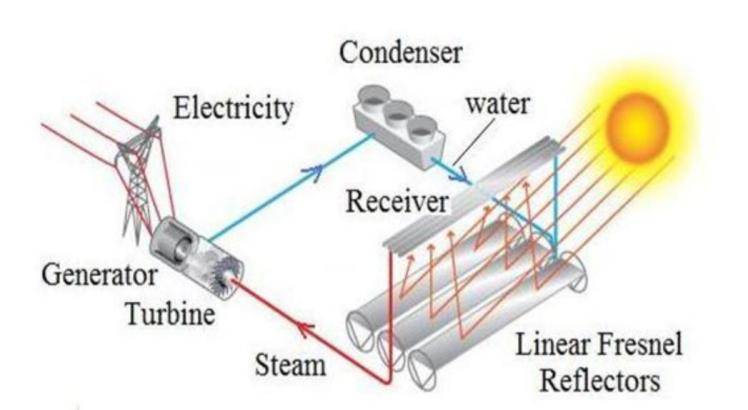 Condenser
Electricity
water
Receiver
Generator
Turbine
Steam
Linear Fresnel
Reflectors